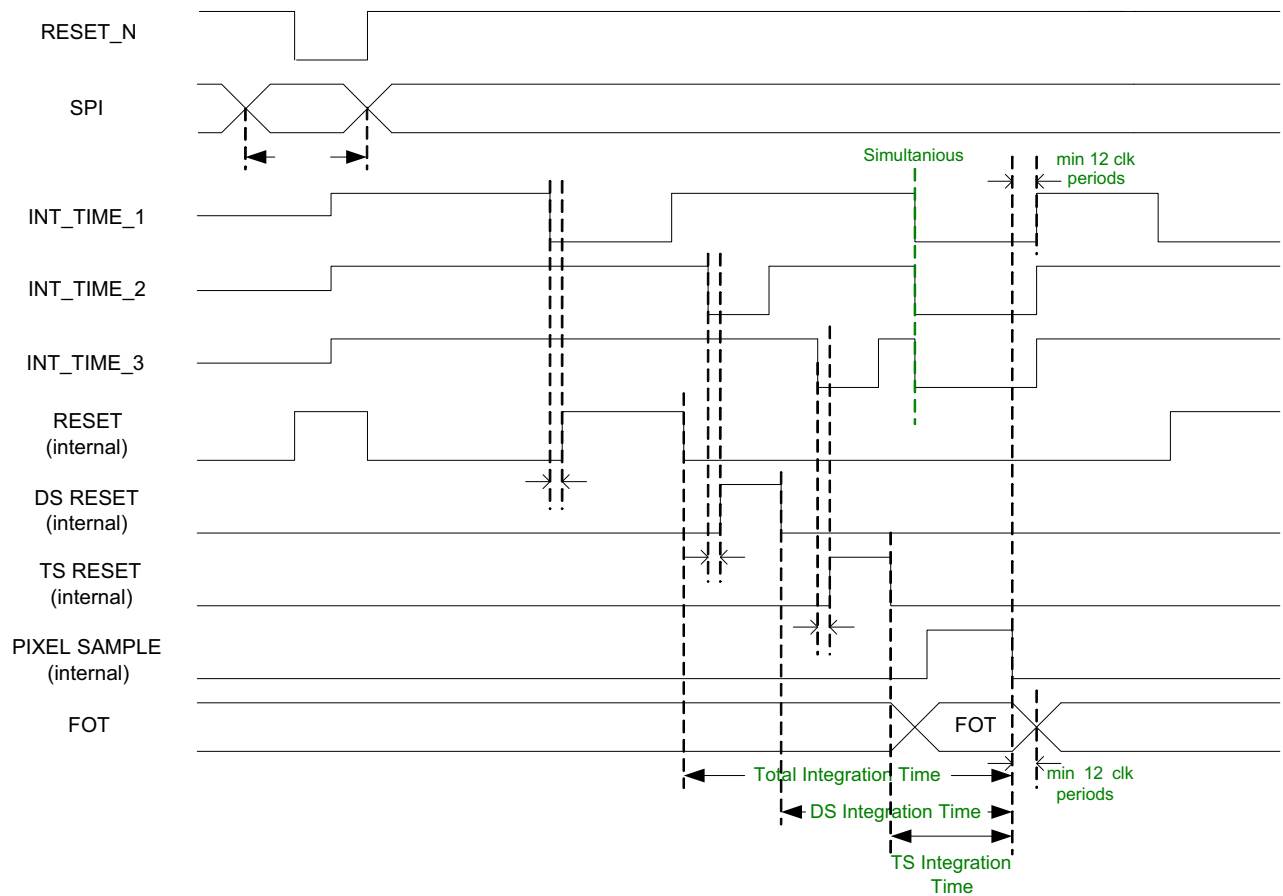 RESET_N
SPI
Simultanious
min 12 clk
periods
INT_TIME_1
INT_TIME_2
INT_TIME_3
RESET
(internal)
DS RESET
(internal)
TS RESET
(internal)
PIXEL SAMPLE
(internal)
FOT
FOT
Total Integration Time
min 12 clk
periods
DS Integration Time
TS Integration
Time